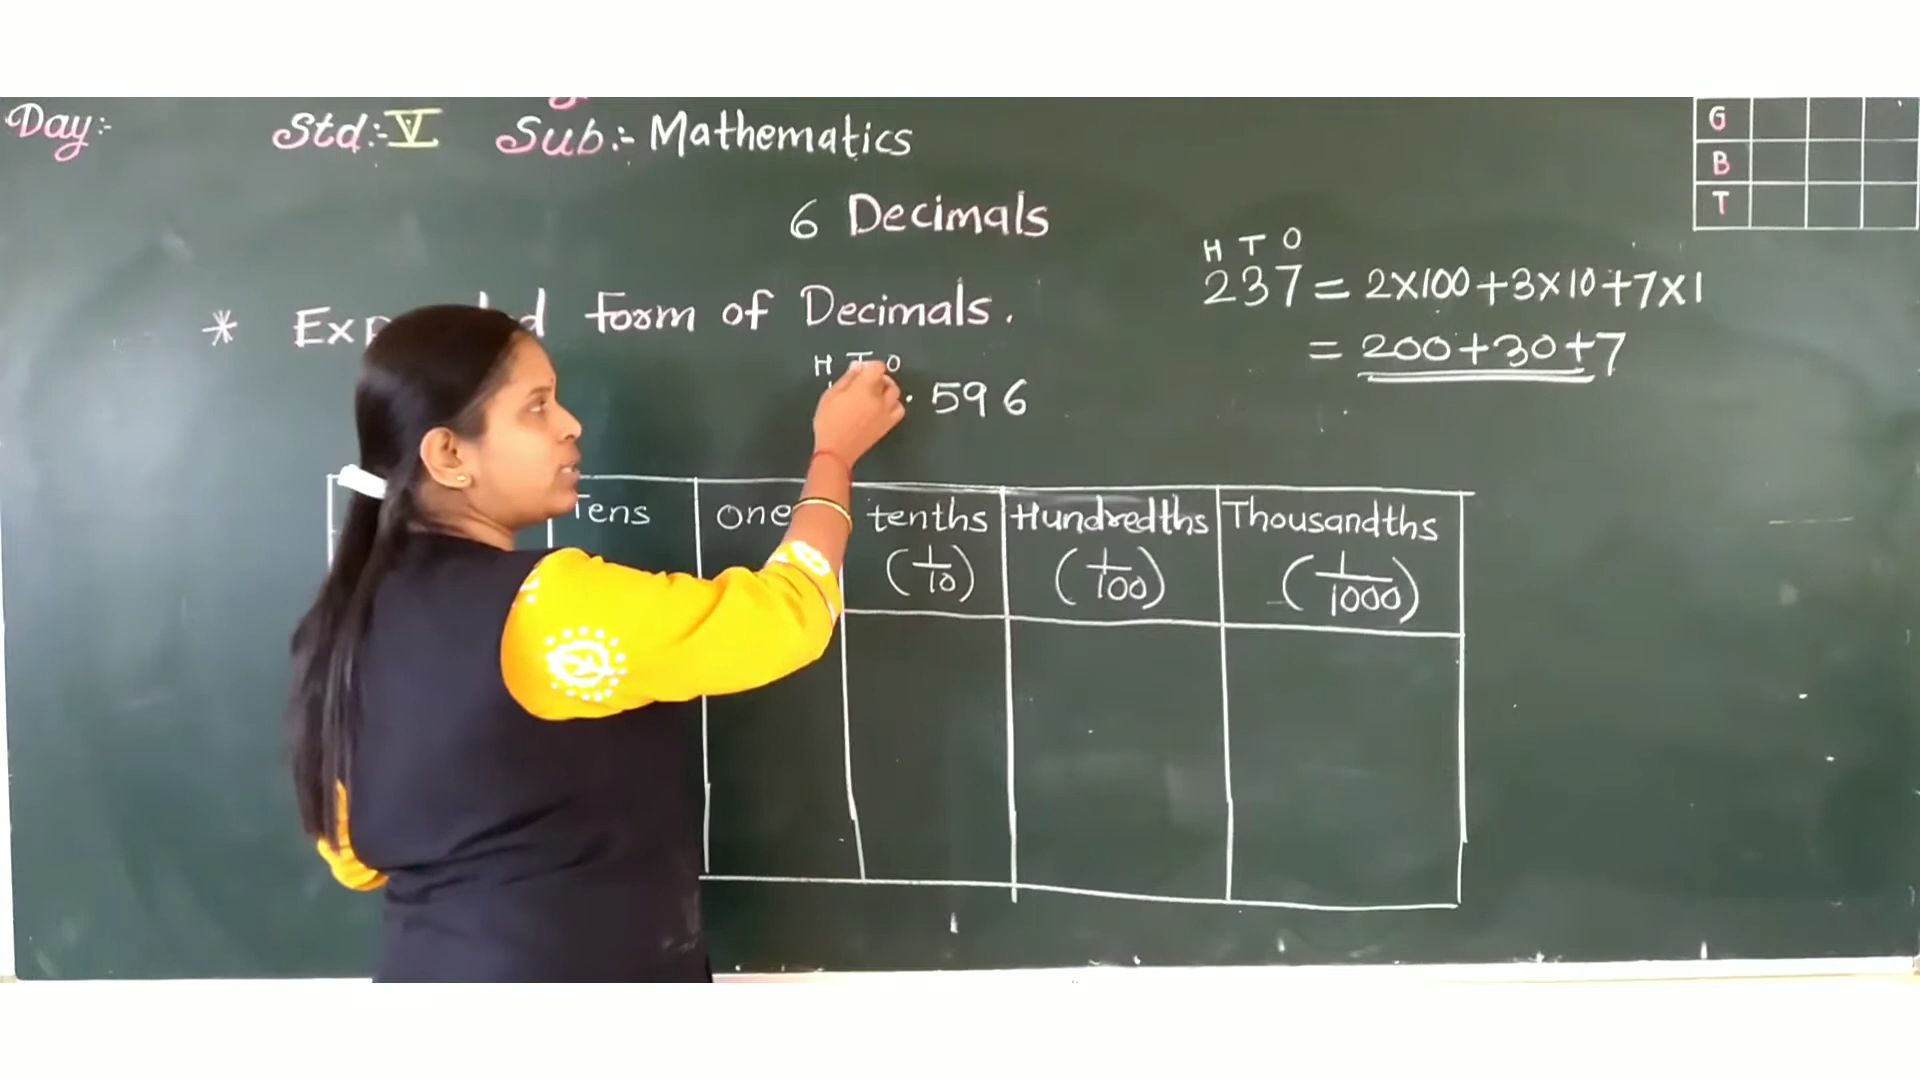 Day:- Std:- V Sub:- Mathematics
6 Decimals
* form of Decimals.
H T O
.596
H T O
237 = 2x100+3x10+7x1
= 200+30+7
Tens one tenths Hundredths Thousandths
(1/10) (1/100) (1/1000)
G
B
T